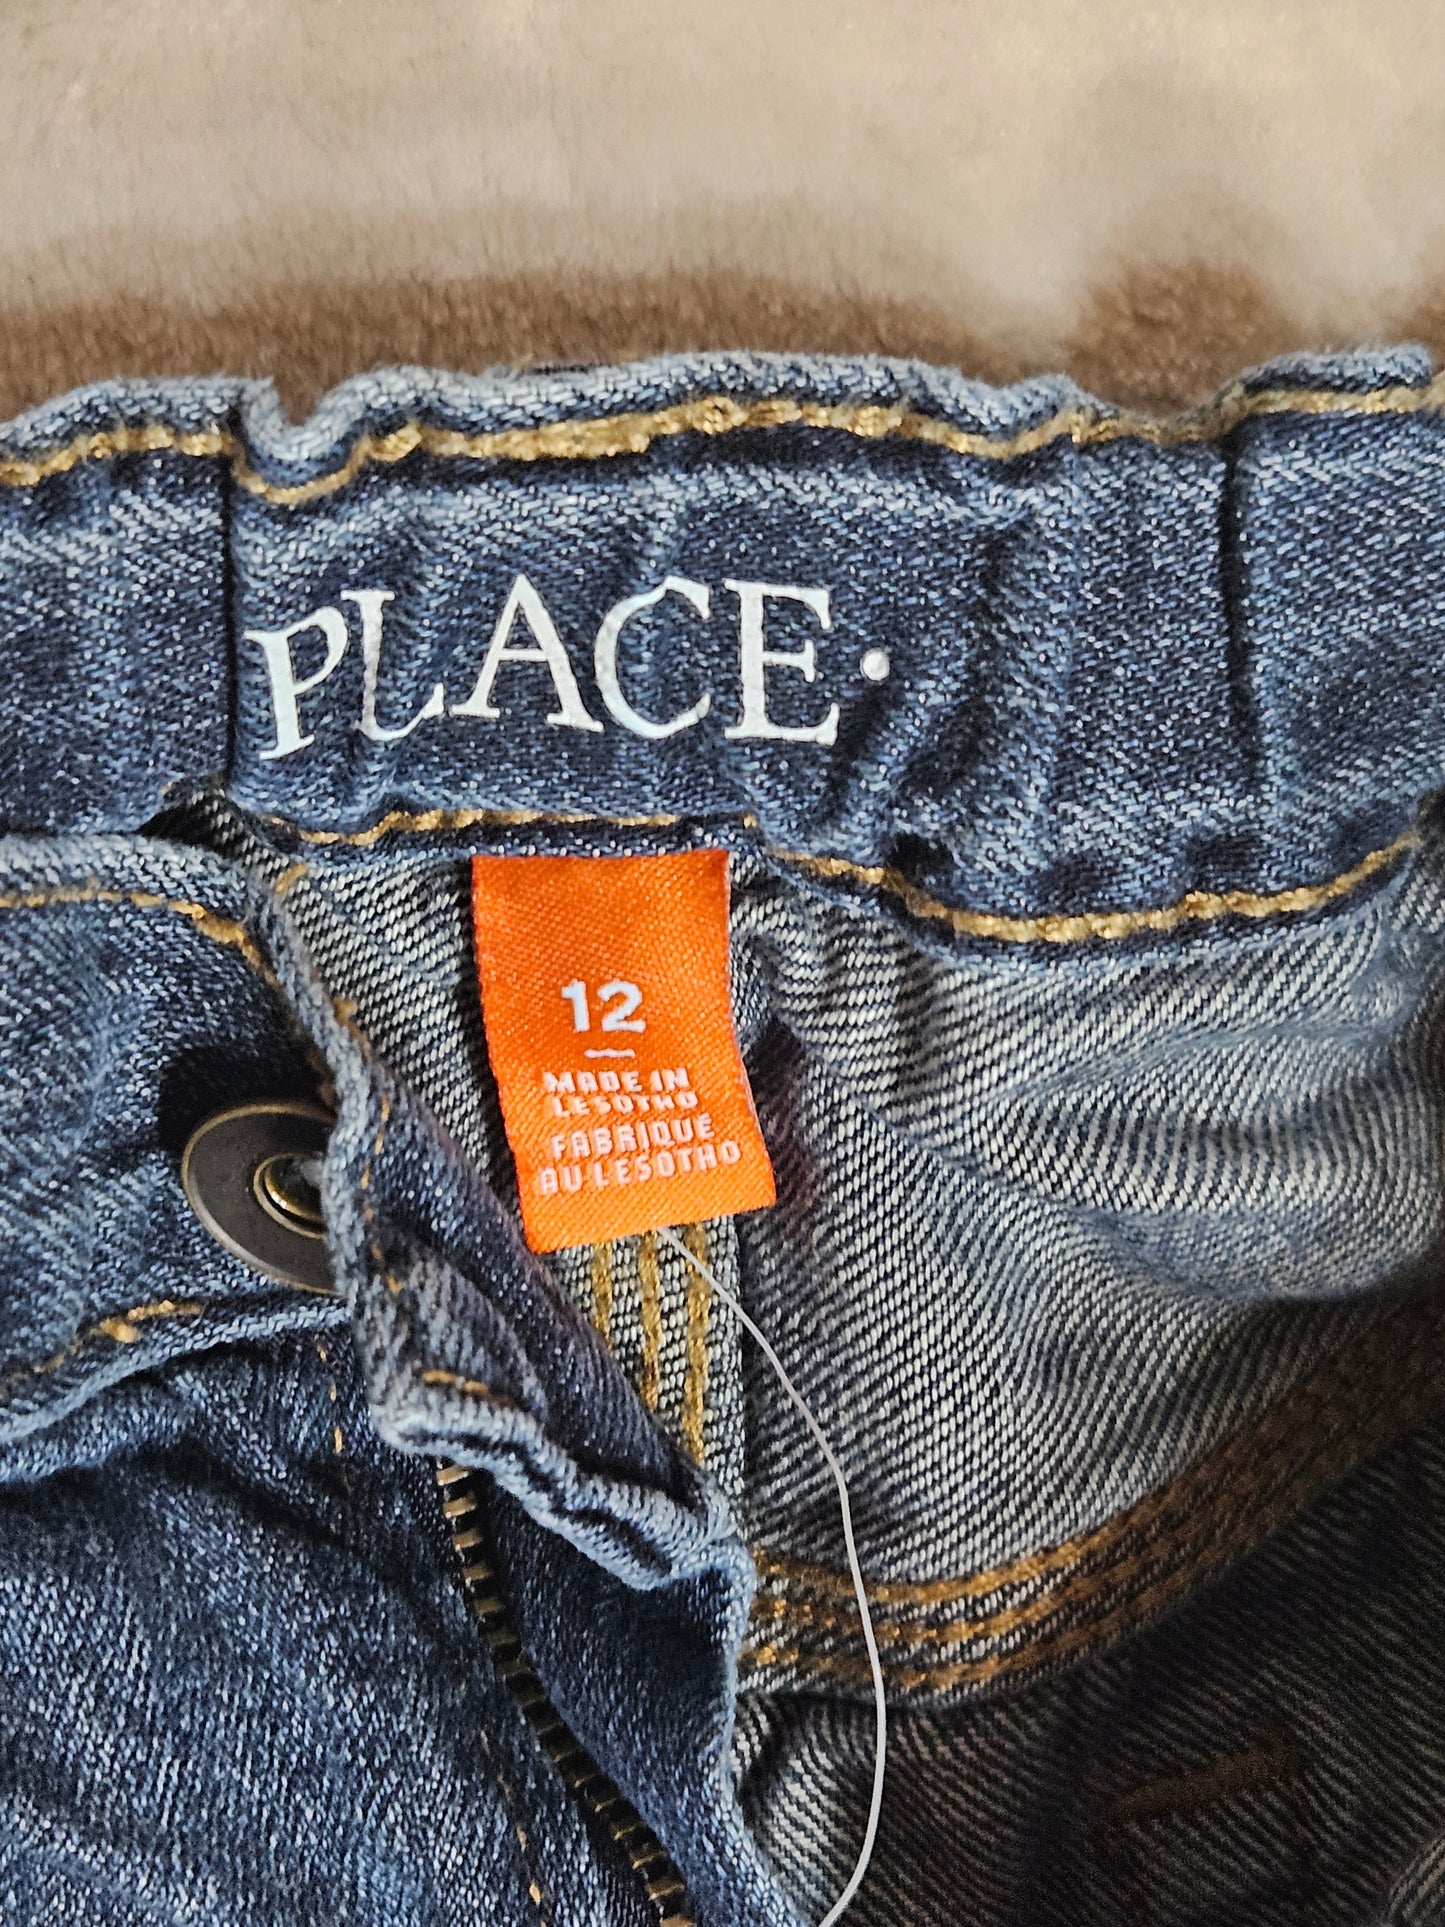 PLACE.
12
MADE IN
LESOTHO
FABRIQUE
AU LESOTHO